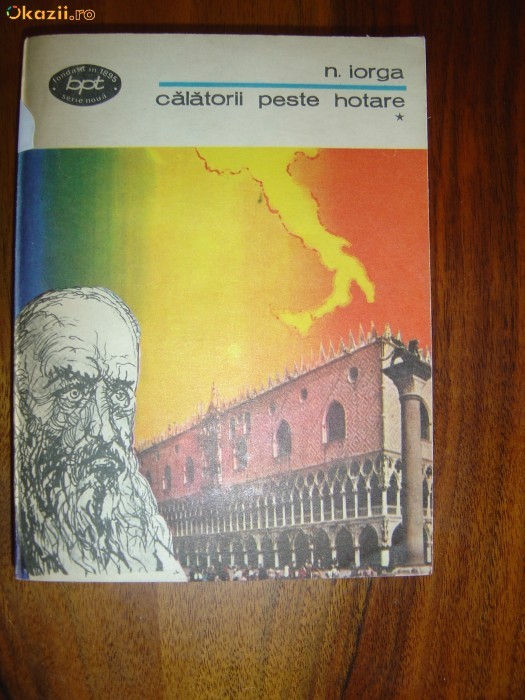 Okazii.ro
fondată în 1895
bpt
serie nouă
n. iorga
călătorii peste hotare
*